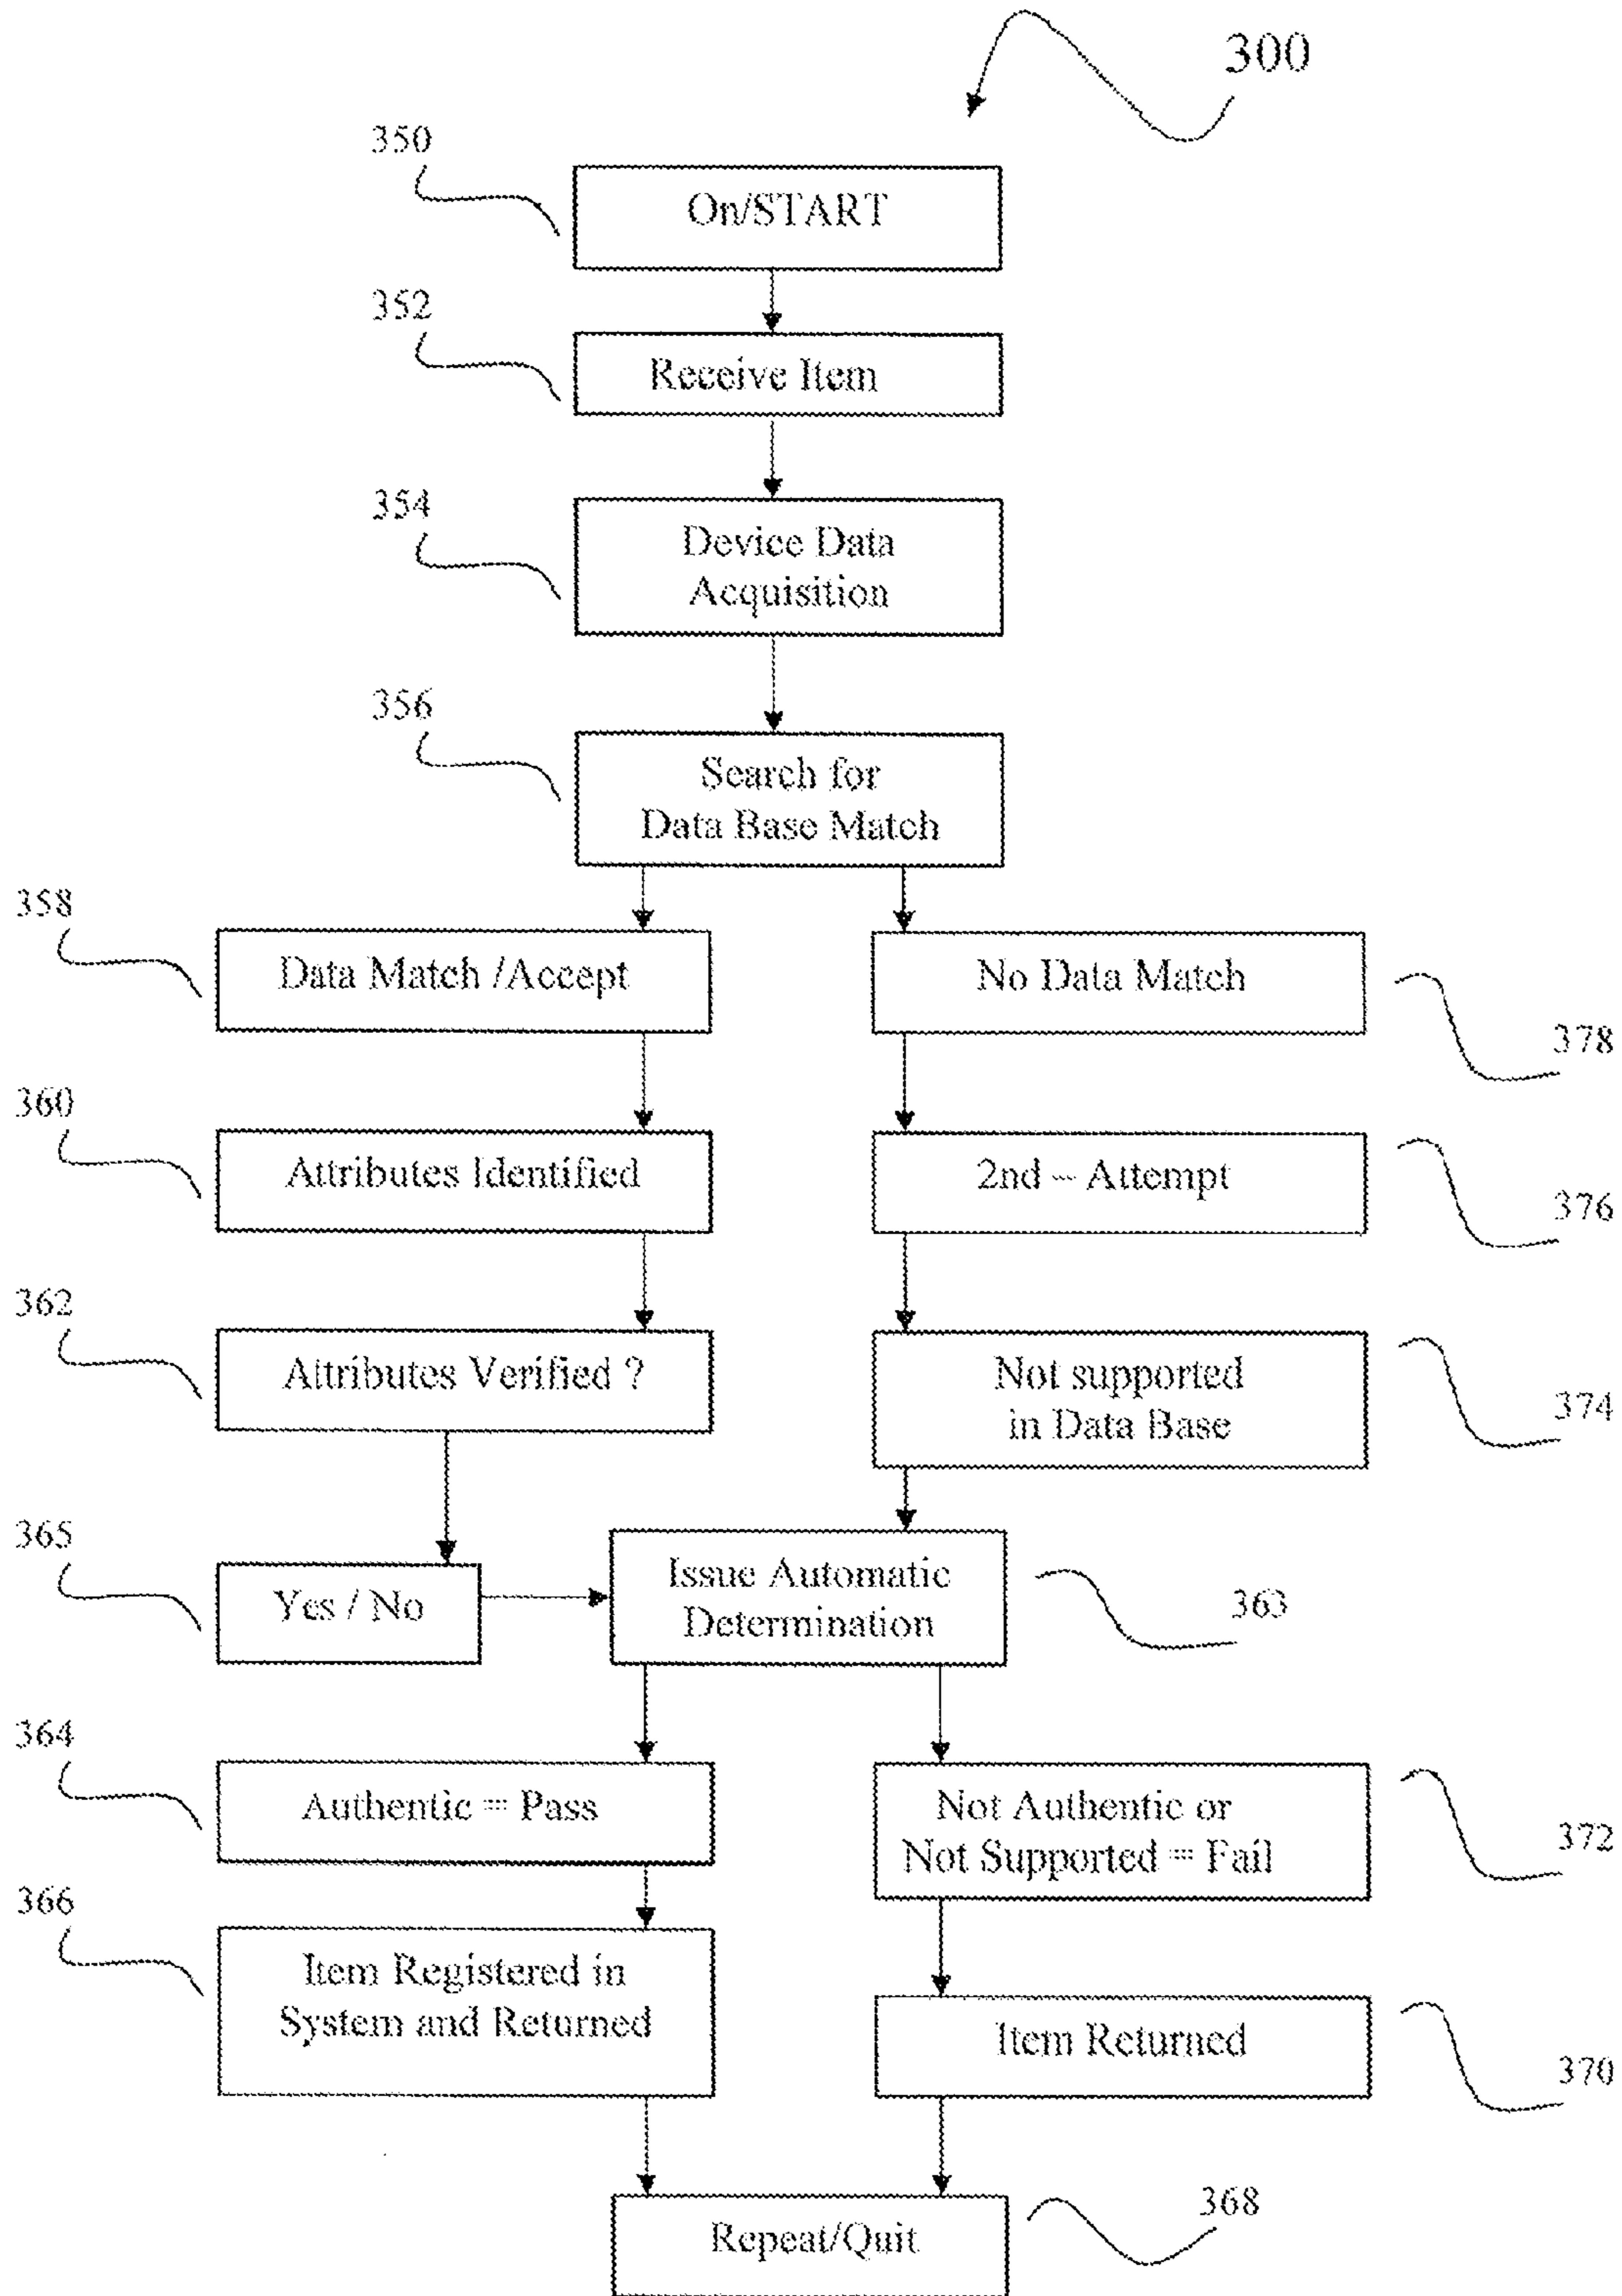 300
350
On/START
352
Receive Item
354
Device Data
Acquisition
356
Search for
Data Base Match
358
Data Match /Accept
No Data Match
378
360
Attributes Identified
2nd – Attempt
376
362
Attributes Verified ?
Not supported
in Data Base
374
365
Yes / No
Issue Automatic
Determination
363
364
Authentic = Pass
Not Authentic or
Not Supported = Fail
372
366
Item Registered in
System and Returned
Item Returned
370
Repeat/Quit
368